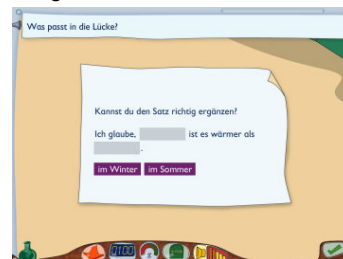 Was passt in die Lücke?
Kannst du den Satz richtig ergänzen?
Ich glaube, ist es wärmer als
.
im Winter im Sommer
0100